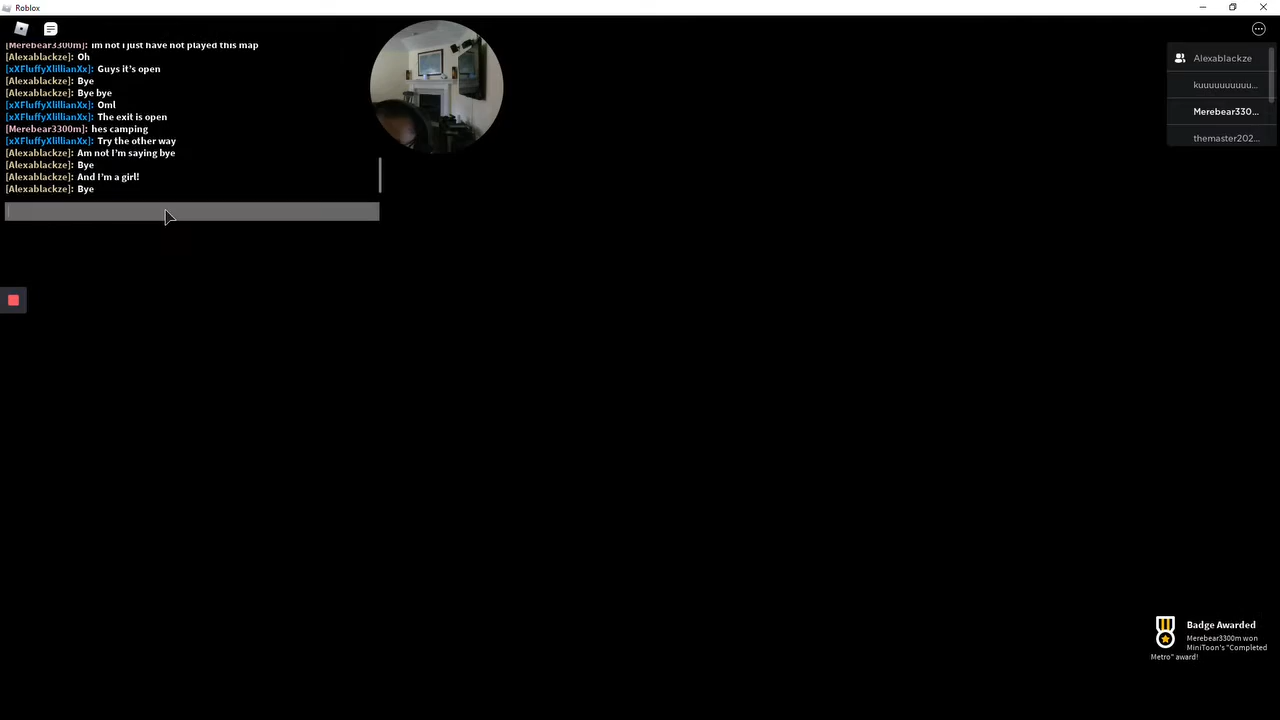 Roblox
[Merebear3300m]: im not i just have not played this map
[Alexablackze]: Oh
[xXFluffyXlillianXx]: Guys it's open
[Alexablackze]: Bye
[Alexablackze]: Bye bye
[xXFluffyXlillianXx]: Oml
[xXFluffyXlillianXx]: The exit is open
[Merebear3300m]: hes camping
[xXFluffyXlillianXx]: Try the other way
[Alexablackze]: Am not I'm saying bye
[Alexablackze]: Bye
[Alexablackze]: And I'm a girl!
[Alexablackze]: Bye
Alexablackze
kuuuuuuuuuu...
Merebear330...
themaster202...
Badge Awarded
Merebear3300m won
MiniToon's "Completed
Metro" award!